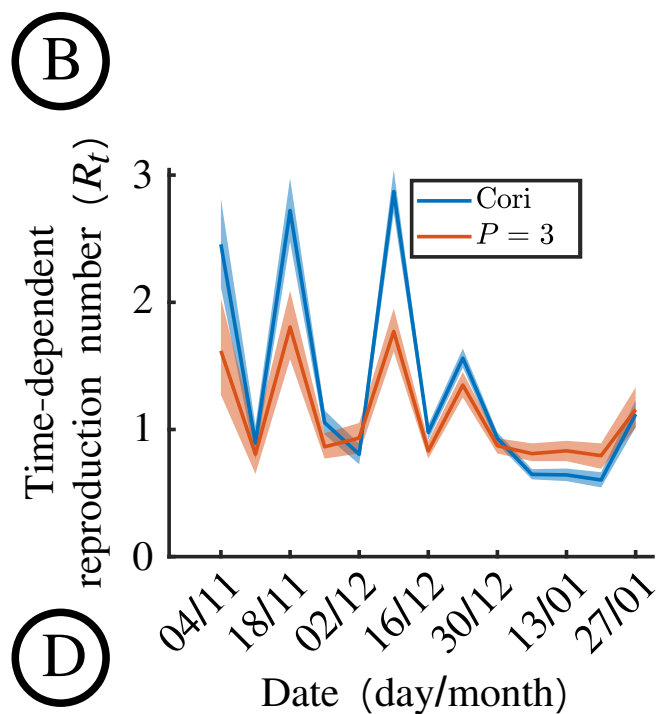 B
Time-dependent
reproduction number (R_t)
3
2
1
0
Cori
P = 3
04/11
18/11
02/12
16/12
30/12
13/01
27/01
Date (day/month)
D